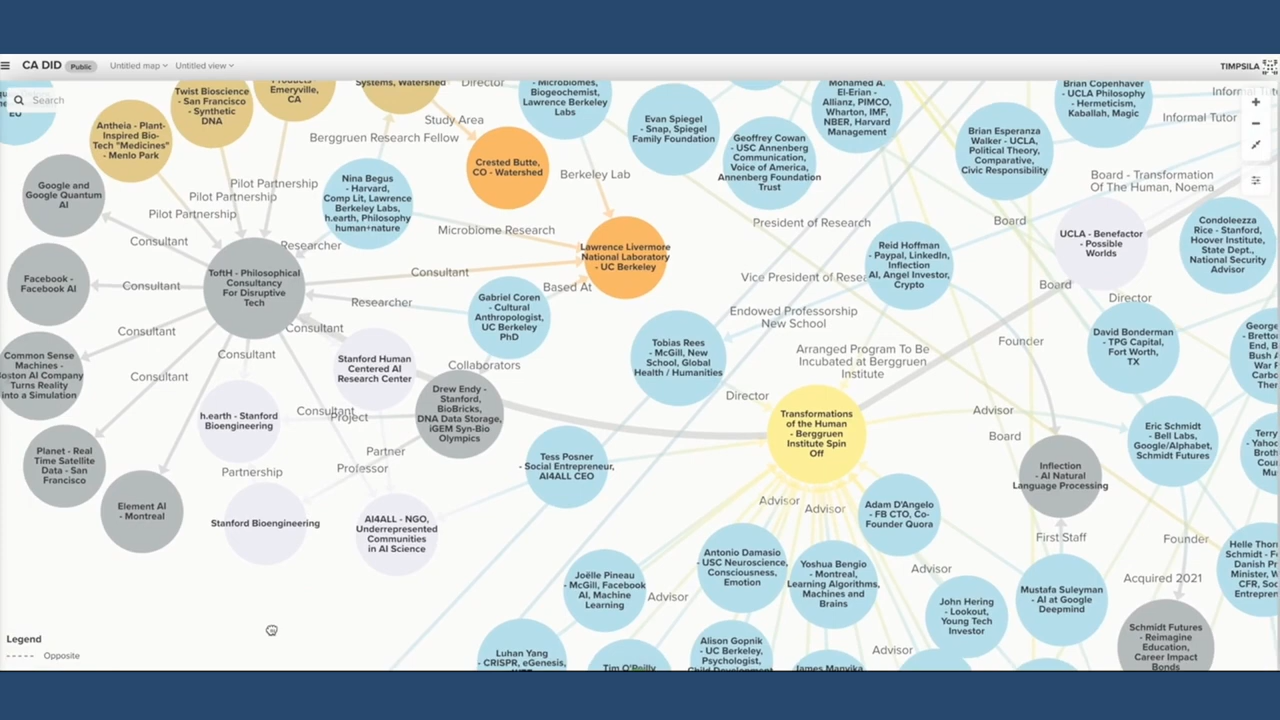 CA DID
Public
Untitled map
Untitled view
TIMPSILA
Search
EU
Antheia - Plant-
Inspired Bio-
Tech "Medicines"
- Menlo Park
Twist Bioscience
- San Francisco
- Synthetic
DNA
Products -
Emeryville,
CA
Systems, Watershed
Director
- Microbiomes,
Biogeochemist,
Lawrence Berkeley
Labs
Study Area
Berggruen Research Fellow
Evan Spiegel
- Snap, Spiegel
Family Foundation
Geoffrey Cowan
- USC Annenberg
Communication,
Voice of America,
Annenberg Foundation
Trust
Mohamed A.
El-Erian -
Allianz, PIMCO,
Wharton, IMF,
NBER, Harvard
Management
Brian Esperanza
Walker - UCLA,
Political Theory,
Comparative,
Civic Responsibility
Brian Copenhaver
- UCLA Philosophy
- Hermeticism,
Kaballah, Magic
Informal Tutor
Crested Butte,
CO - Watershed
Berkeley Lab
Board - Transformation
Of The Human, Noema
Google and
Google Quantum
AI
Pilot Partnership
Pilot Partnership
Pilot Partnership
Nina Begus
- Harvard,
Comp Lit, Lawrence
Berkeley Labs,
h.earth, Philosophy
human+nature
Microbiome Research
President of Research
Board
Consultant
Researcher
Lawrence Livermore
National Laboratory
- UC Berkeley
Reid Hoffman
- Paypal, LinkedIn,
Inflection
AI, Angel Investor,
Crypto
UCLA - Benefactor
- Possible
Worlds
Condoleezza
Rice - Stanford,
Hoover Institute,
State Dept.,
National Security
Advisor
Facebook -
Facebook AI
Consultant
ToftH - Philosophical
Consultancy
For Disruptive
Tech
Consultant
Based At
Vice President of Resea
Board
Director
Researcher
Gabriel Coren
- Cultural
Anthropologist,
UC Berkeley
PhD
Endowed Professorship
New School
Founder
Consultant
Consultant
Consultant
Collaborators
Tobias Rees
- McGill, New
School, Global
Health / Humanities
Arranged Program To Be
Incubated at Berggruen
Institute
David Bonderman
- TPG Capital,
Fort Worth,
TX
Common Sense
Machines -
oston AI Company
Turns Reality
into a Simulation
Consultant
Stanford Human
Centered AI
Research Center
Drew Endy -
Stanford,
BioBricks,
DNA Data Storage,
iGEM Syn-Bio
Olympics
Director
Transformations
of the Human
- Berggruen
Institute Spin
Off
Advisor
Board
Eric Schmidt
- Bell Labs,
Google/Alphabet,
Schmidt Futures
h.earth - Stanford
Bioengineering
Consultant
Project
Partner
Professor
Partnership
Planet - Real
Time Satellite
Data - San
Francisco
Element AI
- Montreal
Stanford Bioengineering
AI4ALL - NGO,
Underrepresented
Communities
in AI Science
Tess Posner
- Social Entrepreneur,
AI4ALL CEO
Inflection
- AI Natural
Language Processing
Advisor
Advisor
Adam D'Angelo
- FB CTO, Co-
Founder Quora
First Staff
Founder
Antonio Damasio
- USC Neuroscience,
Consciousness,
Emotion
Yoshua Bengio
- Montreal,
Learning Algorithms,
Machines and
Brains
Advisor
Acquired 2021
Joëlle Pineau
- McGill, Facebook
AI, Machine
Learning
Advisor
John Hering
- Lookout,
Young Tech
Investor
Mustafa Suleyman
- AI at Google
Deepmind
Schmidt Futures
- Reimagine
Education,
Career Impact
Bonds
Luhan Yang
- CRISPR, eGenesis,
Tim O'Reilly
Alison Gopnik
- UC Berkeley,
Psychologist,
Child Development
James Manyika
Advisor
Legend
Opposite